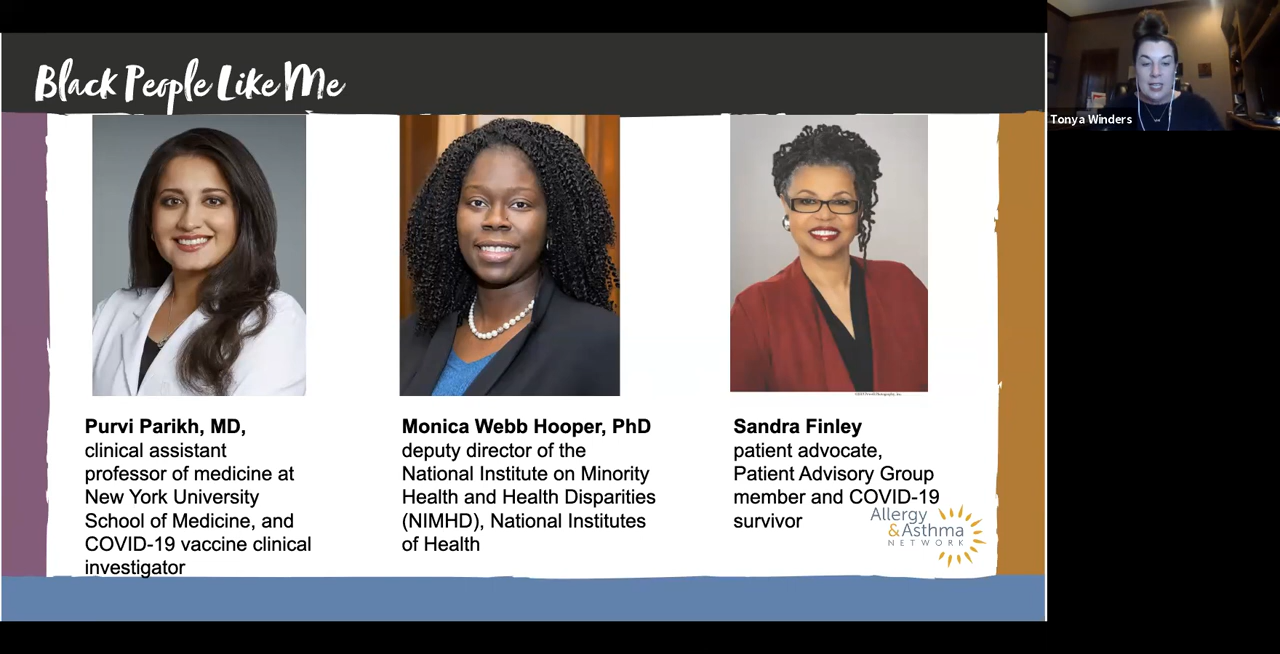 Black People Like Me
Tonya Winders
Purvi Parikh, MD,
clinical assistant
professor of medicine at
New York University
School of Medicine, and
COVID-19 vaccine clinical
investigator
Monica Webb Hooper, PhD
deputy director of the
National Institute on Minority
Health and Health Disparities
(NIMHD), National Institutes
of Health
Sandra Finley
patient advocate,
Patient Advisory Group
member and COVID-19
survivor
Allergy
&Asthma
NETWORK